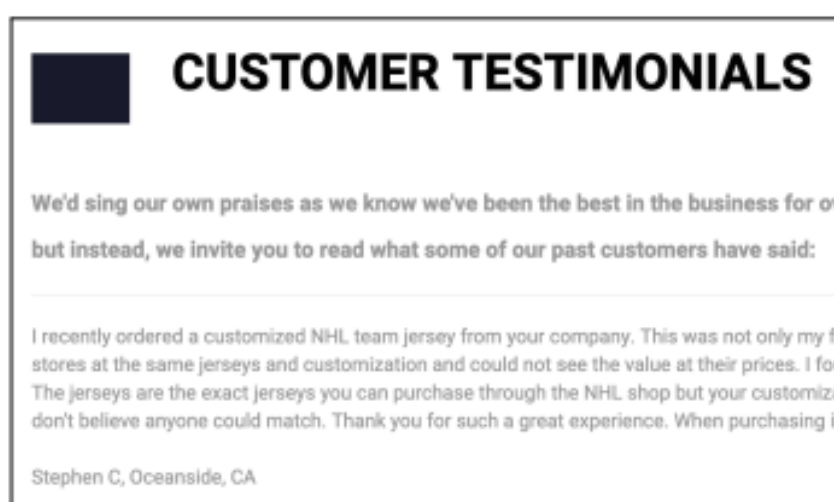 CUSTOMER TESTIMONIALS
We'd sing our own praises as we know we've been the best in the business for
but instead, we invite you to read what some of our past customers have said:
I recently ordered a customized NHL team jersey from your company. This was not only my
stores at the same jerseys and customization and could not see the value at their prices. I
The jerseys are the exact jerseys you can purchase through the NHL shop but your
don't believe anyone could match. Thank you for such a great experience. When purchasing
Stephen C, Oceanside, CA